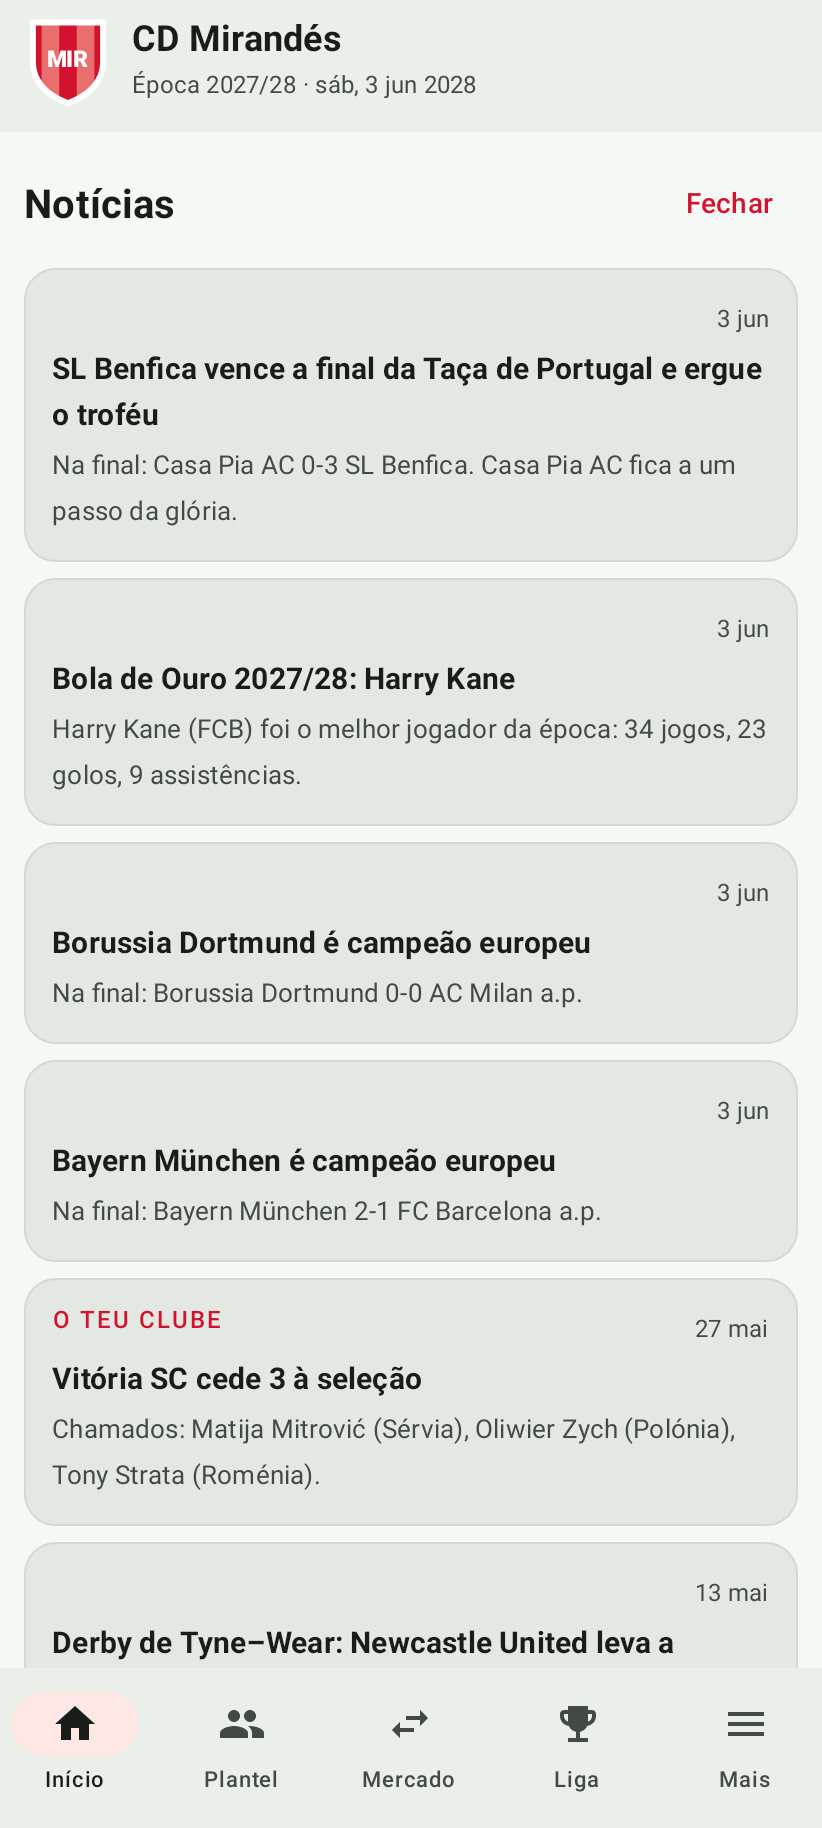 MIR
CD Mirandés
Época 2027/28 · sáb, 3 jun 2028
Notícias
Fechar
3 jun
SL Benfica vence a final da Taça de Portugal e ergue
o troféu
Na final: Casa Pia AC 0-3 SL Benfica. Casa Pia AC fica a um
passo da glória.
3 jun
Bola de Ouro 2027/28: Harry Kane
Harry Kane (FCB) foi o melhor jogador da época: 34 jogos, 23
golos, 9 assistências.
3 jun
Borussia Dortmund é campeão europeu
Na final: Borussia Dortmund 0-0 AC Milan a.p.
3 jun
Bayern München é campeão europeu
Na final: Bayern München 2-1 FC Barcelona a.p.
O TEU CLUBE
27 mai
Vitória SC cede 3 à seleção
Chamados: Matija Mitrović (Sérvia), Oliwier Zych (Polónia),
Tony Strata (Roménia).
13 mai
Derby de Tyne–Wear: Newcastle United leva a
Início
Plantel
Mercado
Liga
Mais